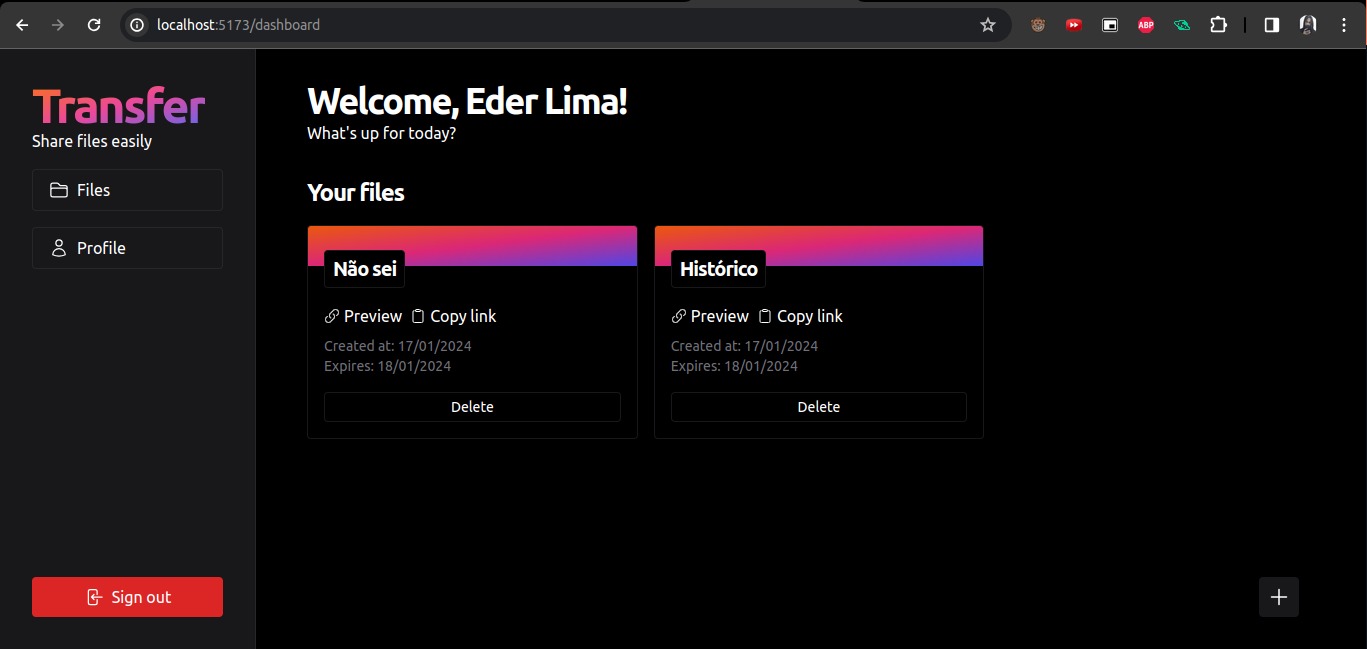 localhost:5173/dashboard
ABP
Transfer
Share files easily
Files
Profile
Sign out
Welcome, Eder Lima!
What's up for today?
Your files
Não sei
Preview Copy link
Created at: 17/01/2024
Expires: 18/01/2024
Delete
Histórico
Preview Copy link
Created at: 17/01/2024
Expires: 18/01/2024
Delete